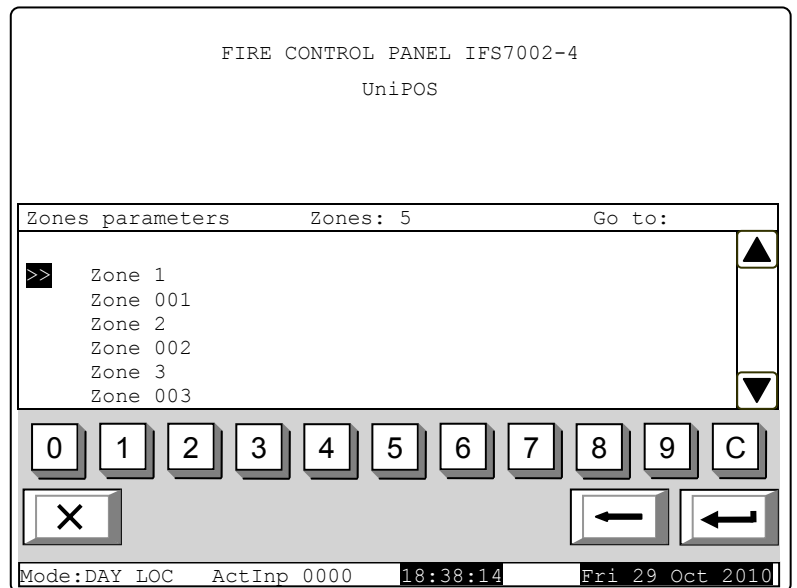 FIRE CONTROL PANEL IFS7002-4
UniPOS
Zones parameters Zones: 5 Go to:
>> Zone 1
Zone 001
Zone 2
Zone 002
Zone 3
Zone 003
0 1 2 3 4 5 6 7 8 9 C
Mode:DAY LOC ActInp 0000 18:38:14 Fri 29 Oct 2010